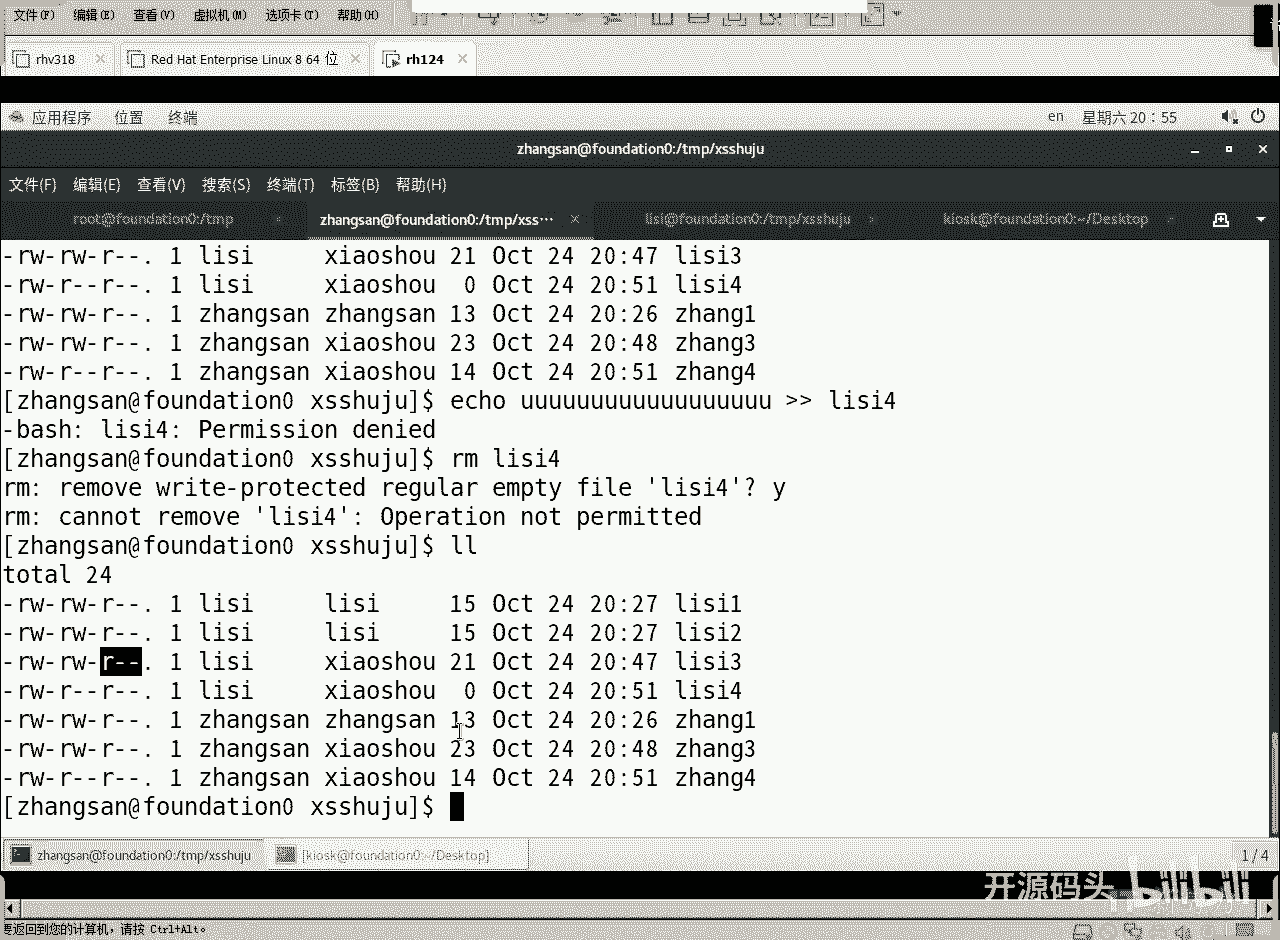 文件(F) 编辑(E) 查看(V) 虚拟机(M) 选项卡(T) 帮助(H)
rhv318 Red Hat Enterprise Linux 8 64 位 rh124
应用程序 位置 终端 en 星期六 20：55
zhangsan@foundation0:/tmp/xsshuju
文件(F) 编辑(E) 查看(V) 搜索(S) 终端(T) 标签(B) 帮助(H)
root@foundation0:/tmp zhangsan@foundation0:/tmp/xss··· lisi@foundation0:/tmp/xsshuju kiosk@foundation0:~/Desktop
-rw-rw-r--. 1 lisi     xiaoshou 21 Oct 24 20:47 lisi3
-rw-r--r--. 1 lisi     xiaoshou  0 Oct 24 20:51 lisi4
-rw-rw-r--. 1 zhangsan zhangsan 13 Oct 24 20:26 zhang1
-rw-rw-r--. 1 zhangsan xiaoshou 23 Oct 24 20:48 zhang3
-rw-r--r--. 1 zhangsan xiaoshou 14 Oct 24 20:51 zhang4
[zhangsan@foundation0 xsshuju]$ echo uuuuuuuuuuuuuuuuuu >> lisi4
-bash: lisi4: Permission denied
[zhangsan@foundation0 xsshuju]$ rm lisi4
rm: remove write-protected regular empty file 'lisi4'? y
rm: cannot remove 'lisi4': Operation not permitted
[zhangsan@foundation0 xsshuju]$ ll
total 24
-rw-rw-r--. 1 lisi     lisi     15 Oct 24 20:27 lisi1
-rw-rw-r--. 1 lisi     lisi     15 Oct 24 20:27 lisi2
-rw-rw-r--. 1 lisi     xiaoshou 21 Oct 24 20:47 lisi3
-rw-r--r--. 1 lisi     xiaoshou  0 Oct 24 20:51 lisi4
-rw-rw-r--. 1 zhangsan zhangsan 13 Oct 24 20:26 zhang1
-rw-rw-r--. 1 zhangsan xiaoshou 23 Oct 24 20:48 zhang3
-rw-r--r--. 1 zhangsan xiaoshou 14 Oct 24 20:51 zhang4
[zhangsan@foundation0 xsshuju]$
zhangsan@foundation0:/tmp/xsshuju [kiosk@foundation0:~/Desktop] 1 / 4
开源码头 bilibili
要返回到您的计算机，请按 Ctrl+Alt。